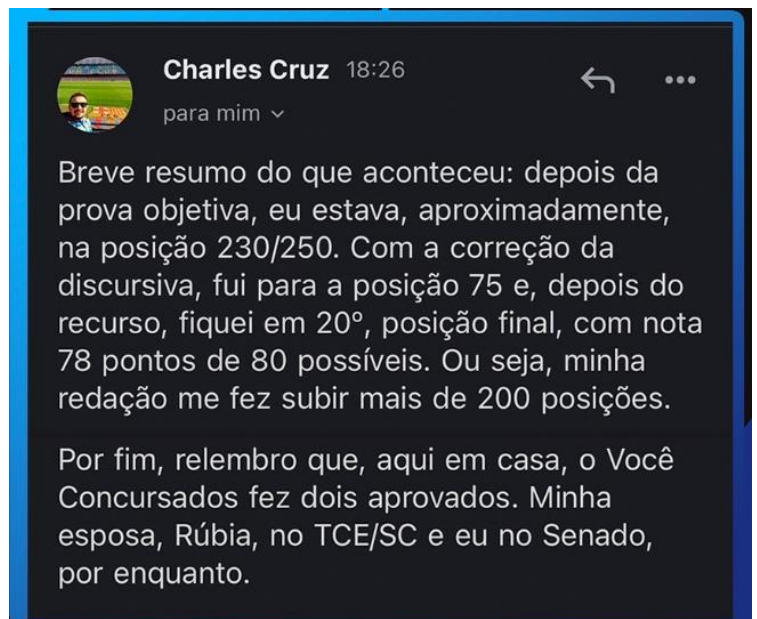 Charles Cruz 18:26
para mim
Breve resumo do que aconteceu: depois da
prova objetiva, eu estava, aproximadamente,
na posição 230/250. Com a correção da
discursiva, fui para a posição 75 e, depois do
recurso, fiquei em 20º, posição final, com nota
78 pontos de 80 possíveis. Ou seja, minha
redação me fez subir mais de 200 posições.
Por fim, relembro que, aqui em casa, o Você
Concursados fez dois aprovados. Minha
esposa, Rúbia, no TCE/SC e eu no Senado,
por enquanto.